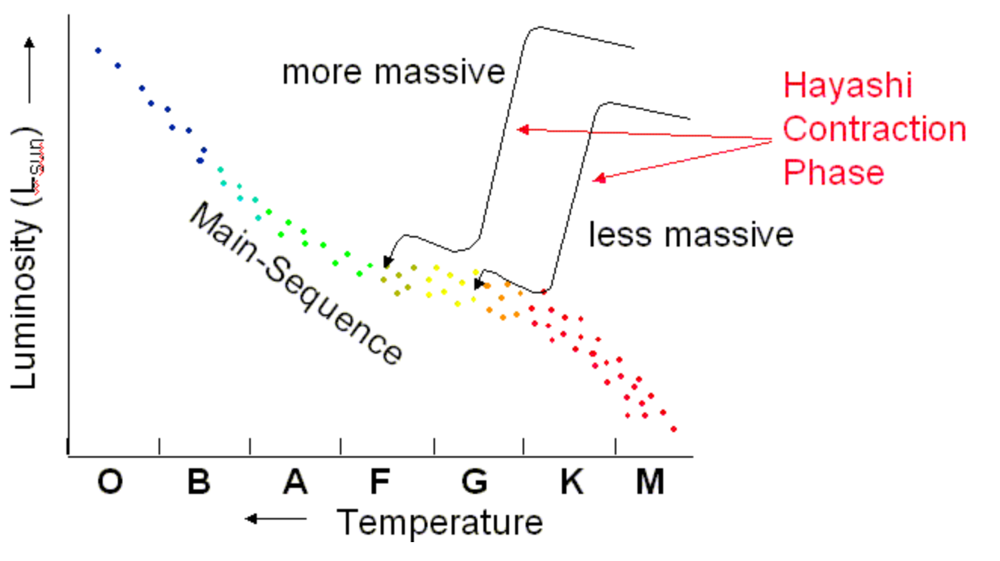 more massive
Hayashi
Contraction
Phase
less massive
Main-Sequence
Luminosity (Lsun)
O B A F G K M
Temperature